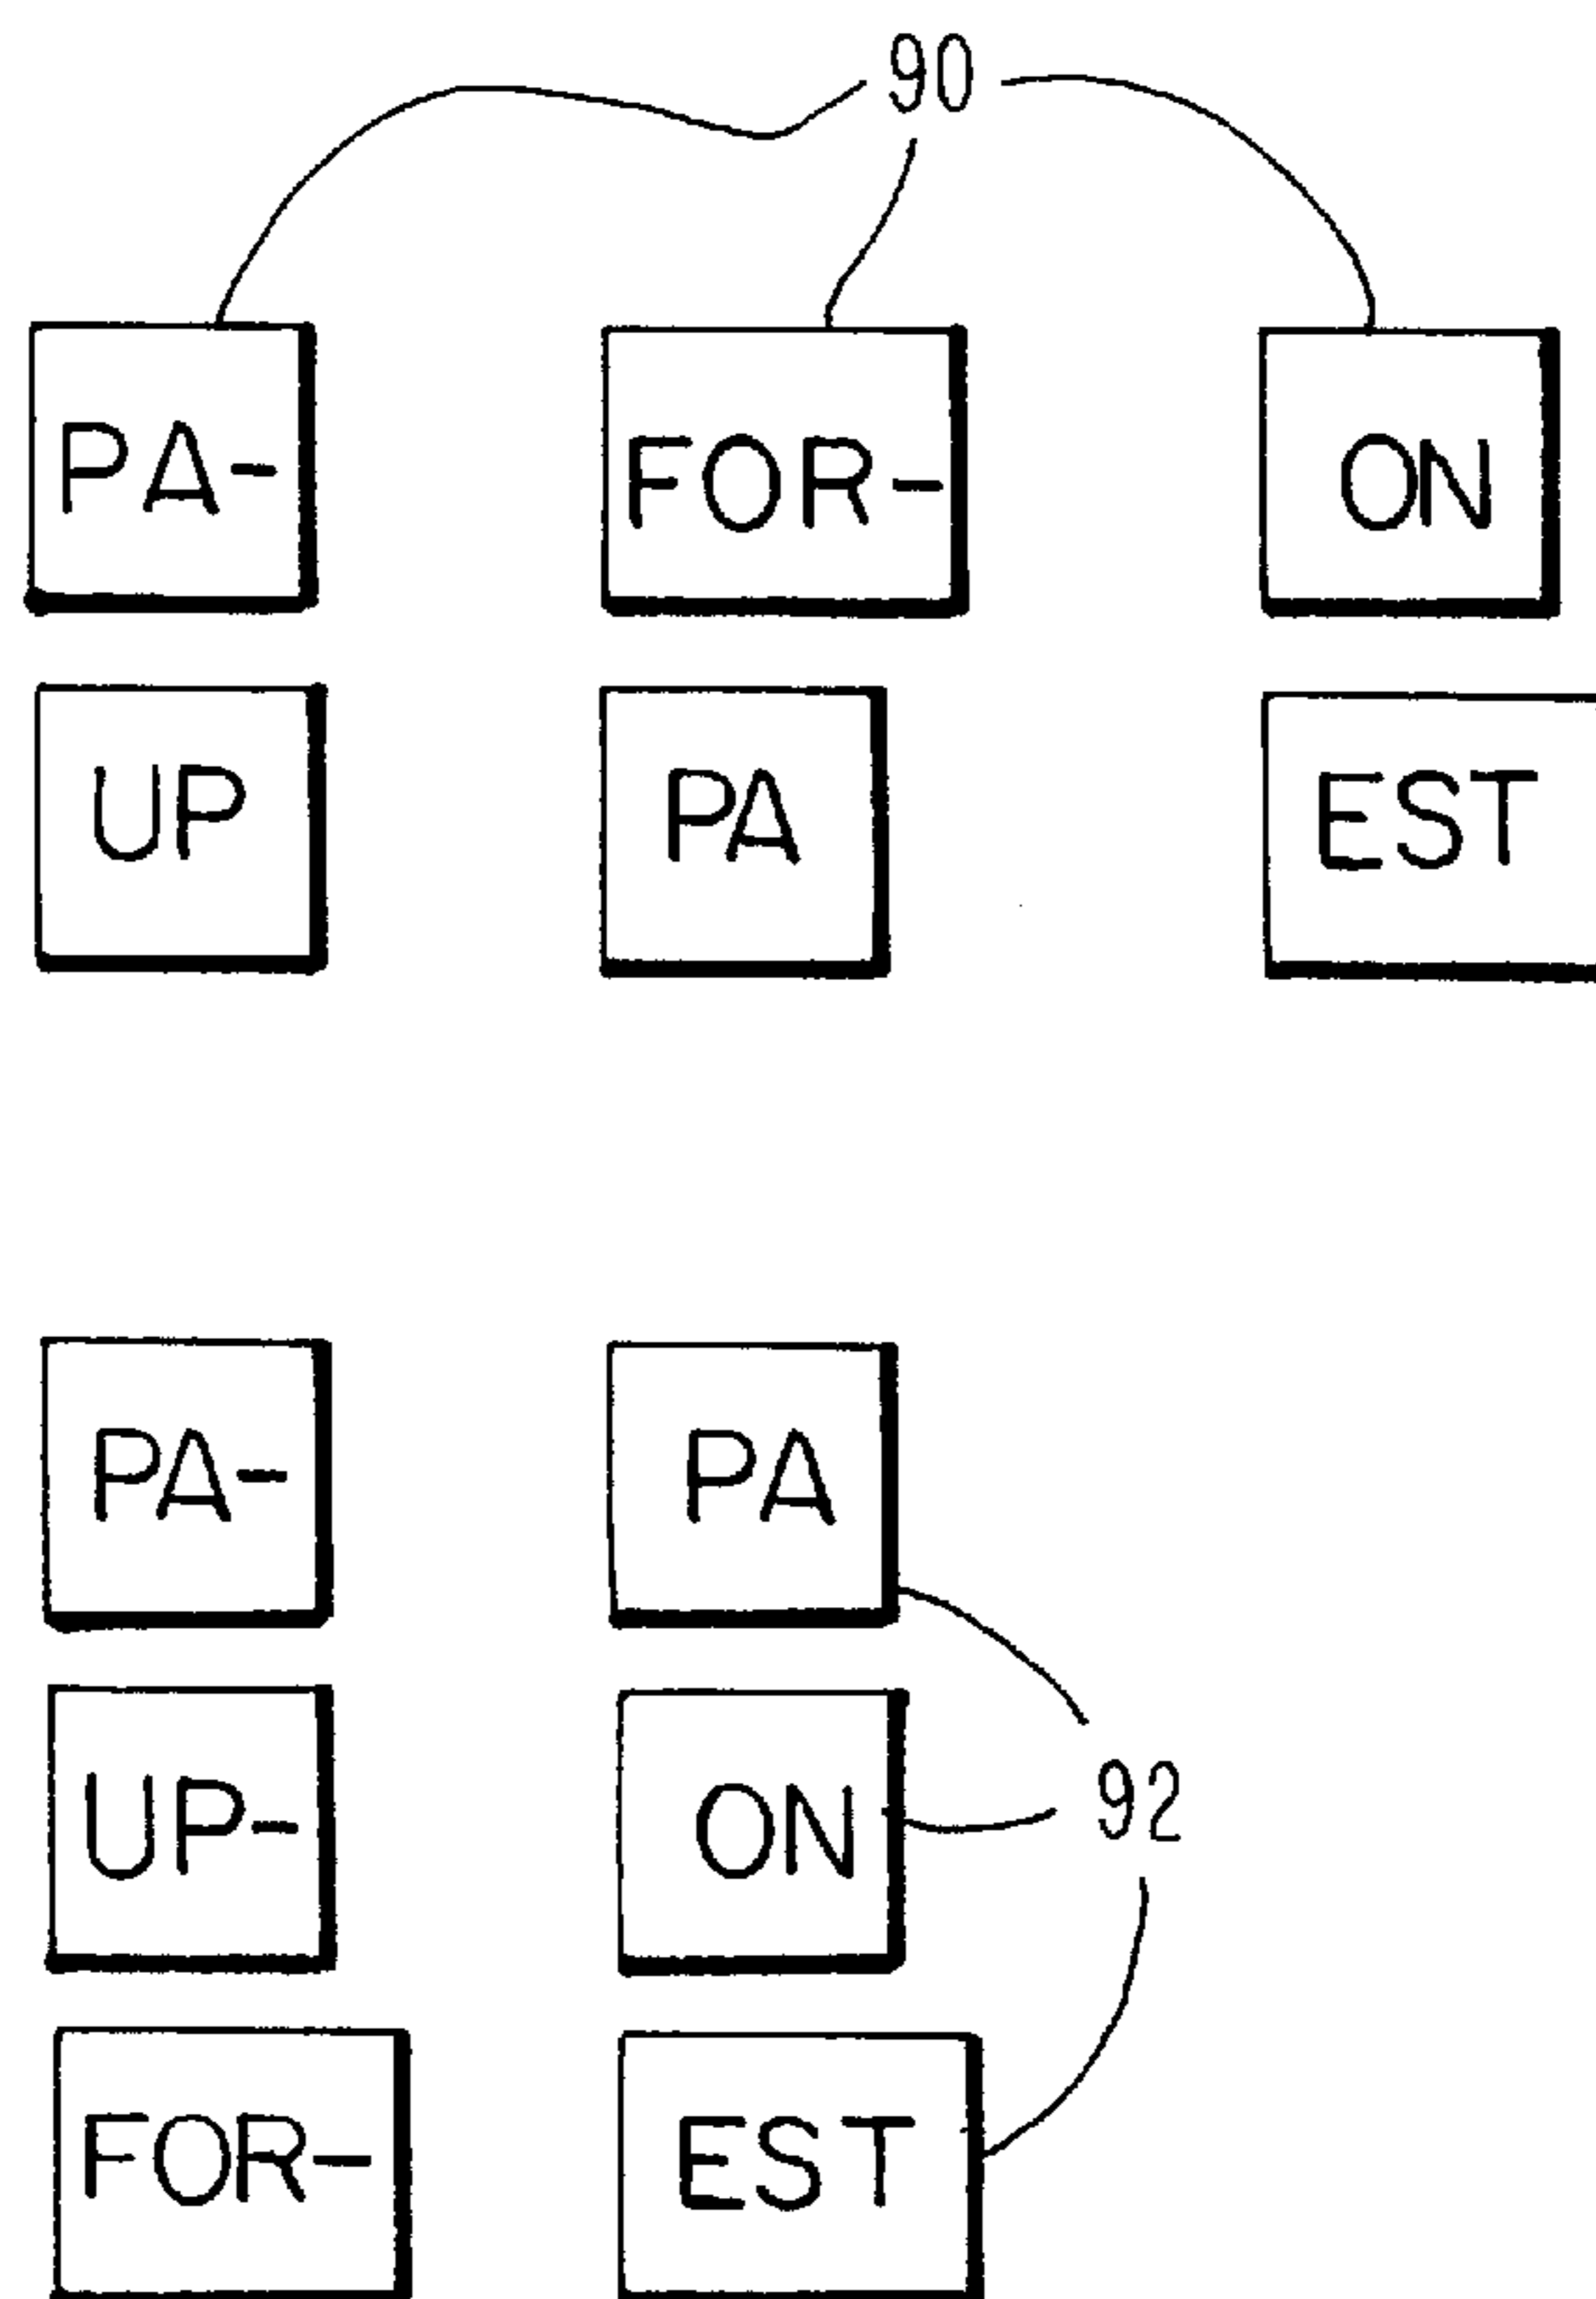 90
PA- FOR- ON
UP PA EST
PA- PA
UP- ON
92
FOR- EST